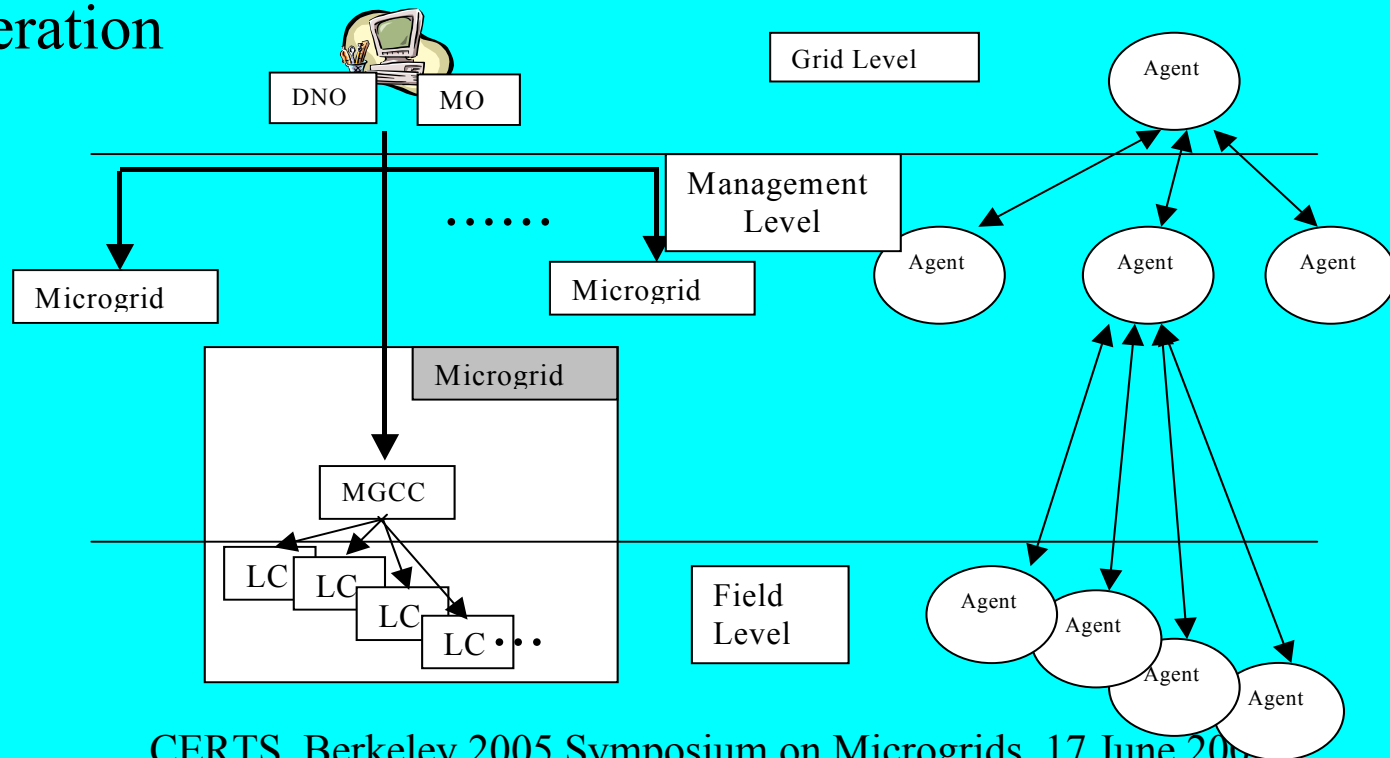 eration
DNO
MO
Grid Level
Agent
Management
Level
......
Microgrid
Microgrid
Agent
Agent
Agent
Microgrid
MGCC
LC
LC
LC
LC ...
Field
Level
Agent
Agent
Agent
Agent
CERTS, Berkeley 2005 Symposium on Microgrids, 17 June